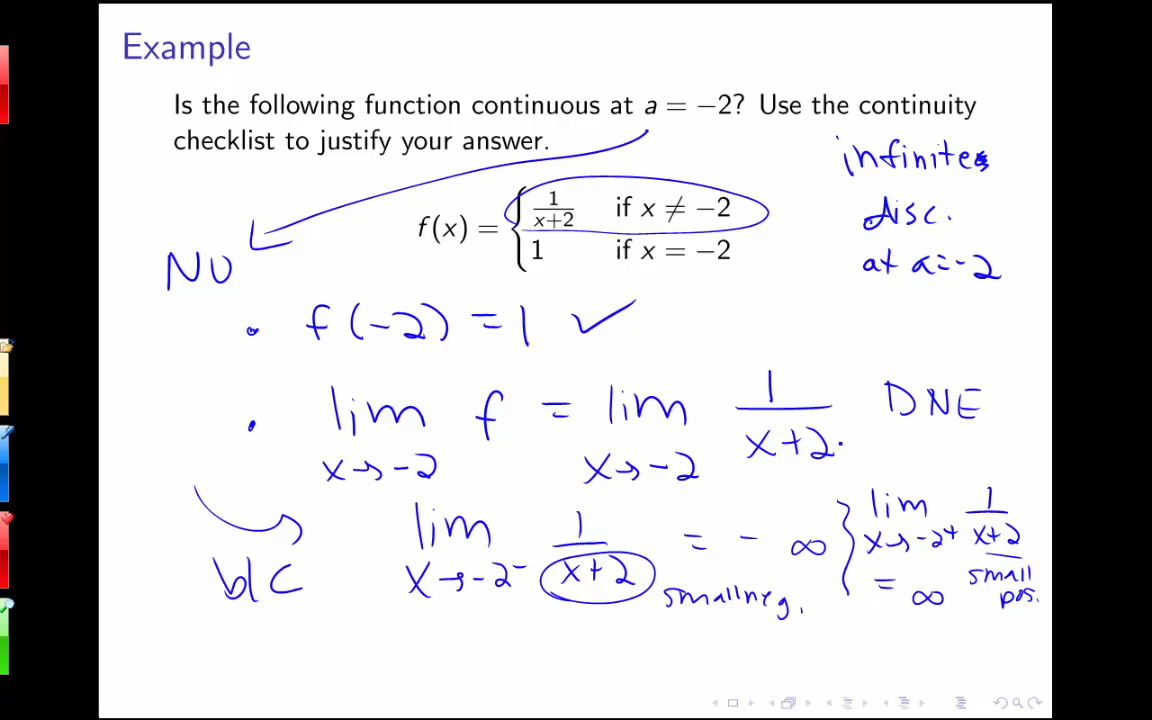 Example
Is the following function continuous at a = −2? Use the continuity
checklist to justify your answer.
infinite
disc.
at a=-2
f(x) = { 1/(x+2) if x ≠ −2
1 if x = −2
NO
• f(-2) = 1 ✓
• lim x→-2 f = lim x→-2 1/(x+2) DNE
b/c lim x→-2⁻ 1/(x+2) = -∞ } lim x→-2⁺ 1/(x+2)
small neg.
= ∞
small
pos.